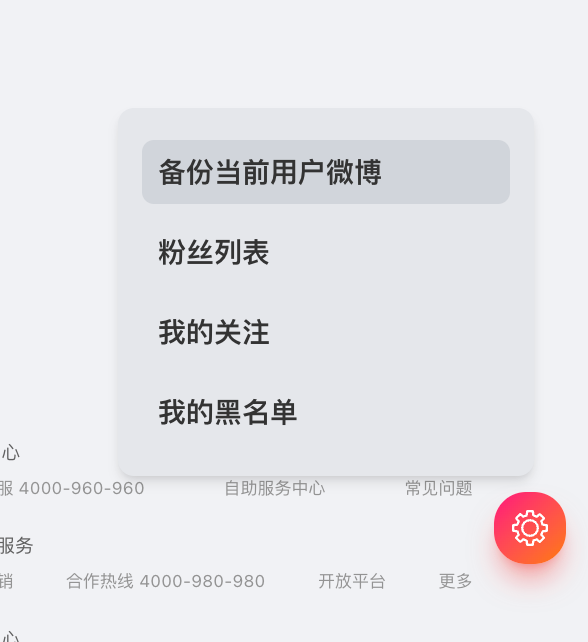 备份当前用户微博
粉丝列表
我的关注
我的黑名单
心
服 4000-960-960 自助服务中心 常见问题
服务
销 合作热线 4000-980-980 开放平台 更多
心